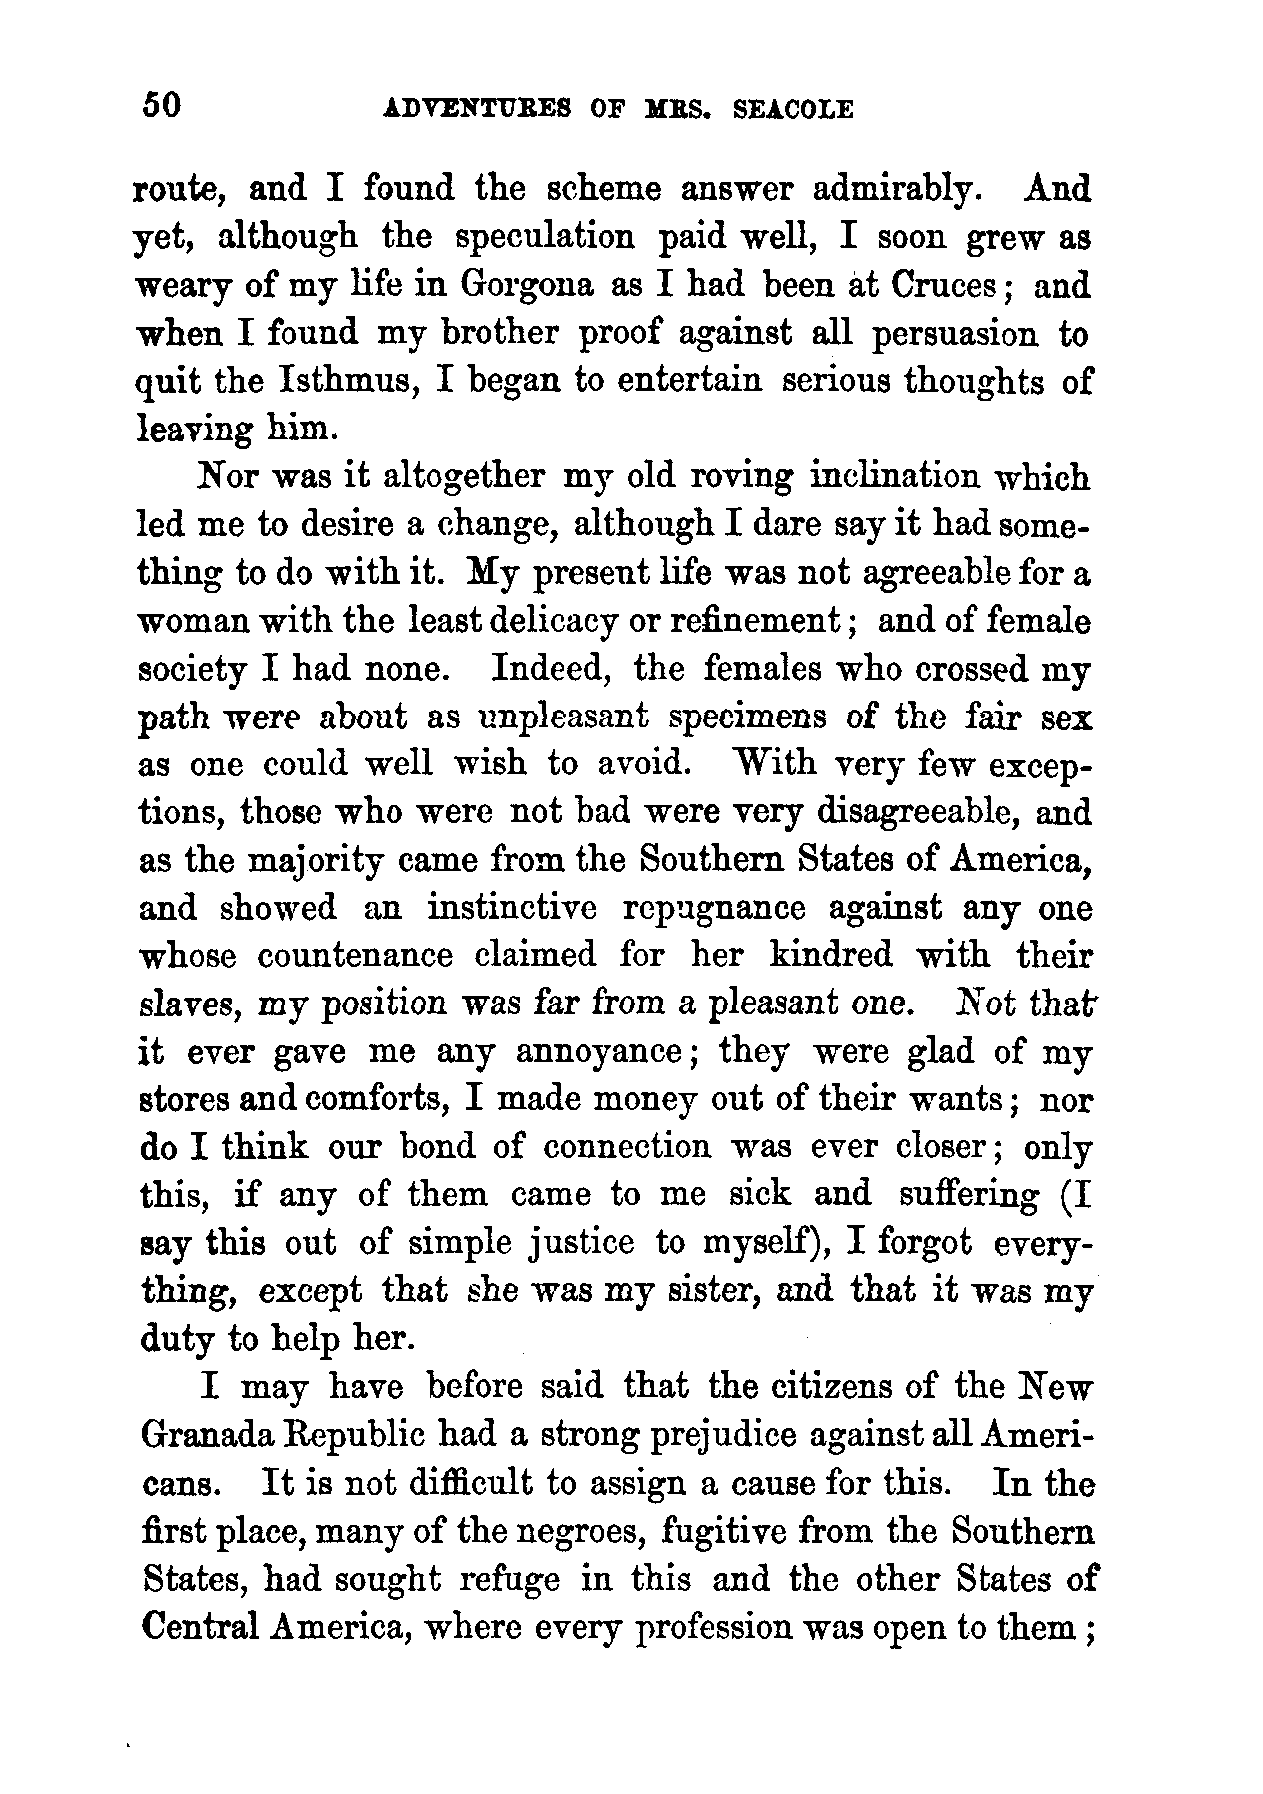 50 ADVENTURES OF MRS. SEACOLE
route, and I found the scheme answer admirably. And
yet, although the speculation paid well, I soon grew as
weary of my life in Gorgona as I had been at Cruces; and
when I found my brother proof against all persuasion to
quit the Isthmus, I began to entertain serious thoughts of
leaving him.
Nor was it altogether my old roving inclination which
led me to desire a change, although I dare say it had some-
thing to do with it. My present life was not agreeable for a
woman with the least delicacy or refinement; and of female
society I had none. Indeed, the females who crossed my
path were about as unpleasant specimens of the fair sex
as one could well wish to avoid. With very few excep-
tions, those who were not bad were very disagreeable, and
as the majority came from the Southern States of America,
and showed an instinctive repugnance against any one
whose countenance claimed for her kindred with their
slaves, my position was far from a pleasant one. Not that
it ever gave me any annoyance; they were glad of my
stores and comforts, I made money out of their wants; nor
do I think our bond of connection was ever closer; only
this, if any of them came to me sick and suffering (I
say this out of simple justice to myself), I forgot every-
thing, except that she was my sister, and that it was my
duty to help her.
I may have before said that the citizens of the New
Granada Republic had a strong prejudice against all Ameri-
cans. It is not difficult to assign a cause for this. In the
first place, many of the negroes, fugitive from the Southern
States, had sought refuge in this and the other States of
Central America, where every profession was open to them;